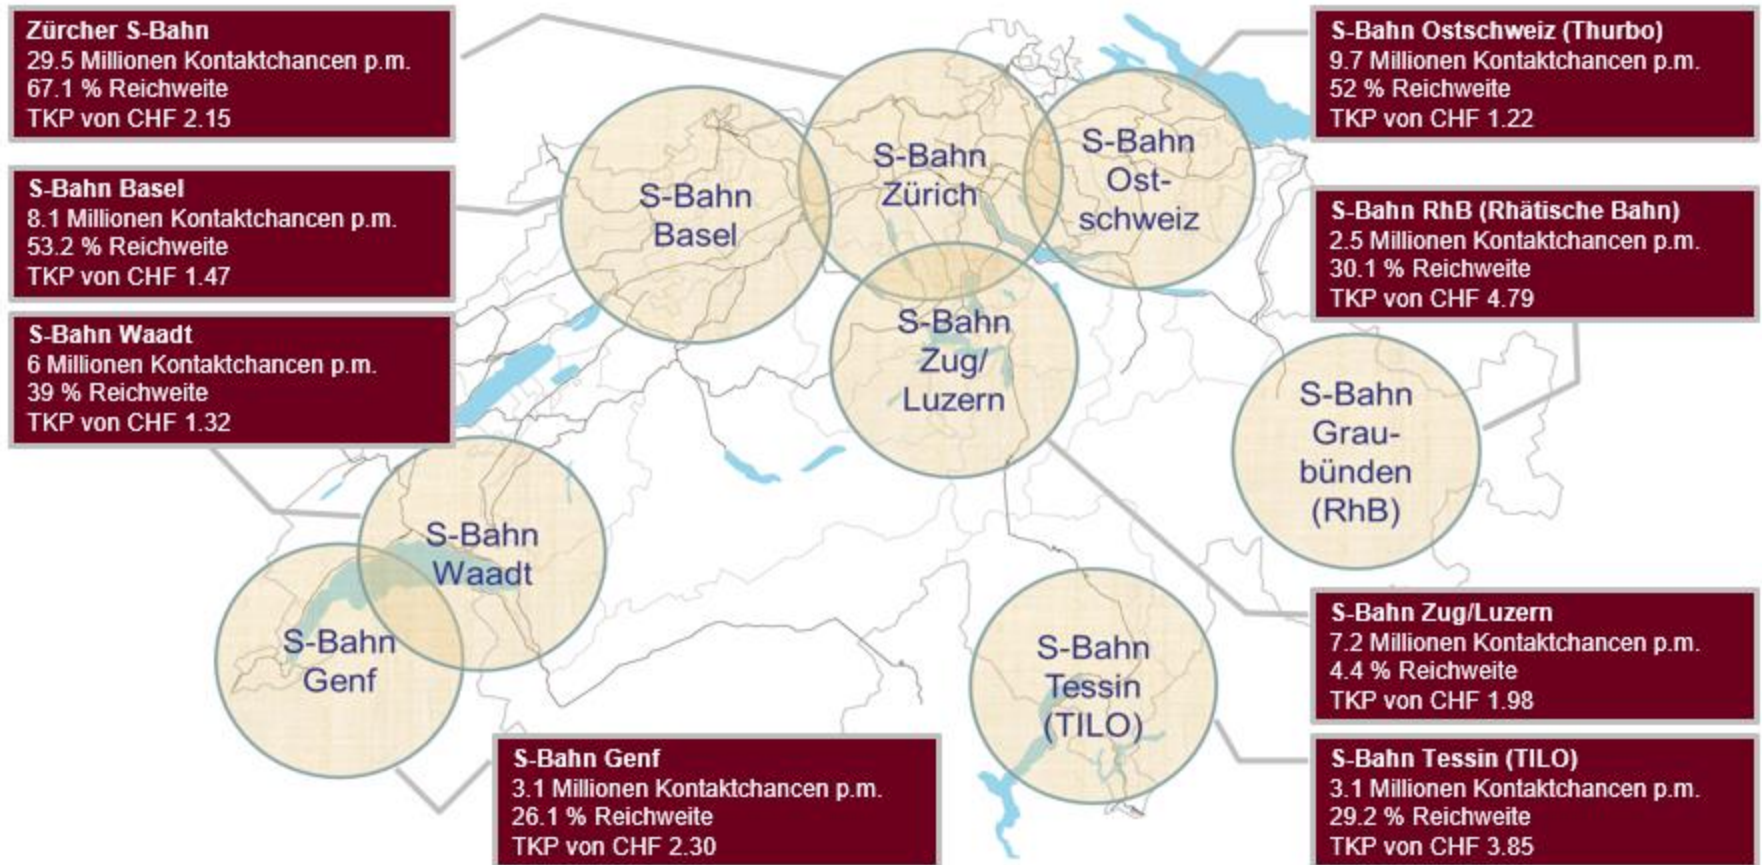 Zürcher S-Bahn
29.5 Millionen Kontaktchancen p.m.
67.1 % Reichweite
TKP von CHF 2.15
S-Bahn Basel
8.1 Millionen Kontaktchancen p.m.
53.2 % Reichweite
TKP von CHF 1.47
S-Bahn Waadt
6 Millionen Kontaktchancen p.m.
39 % Reichweite
TKP von CHF 1.32
S-Bahn Ostschweiz (Thurbo)
9.7 Millionen Kontaktchancen p.m.
52 % Reichweite
TKP von CHF 1.22
S-Bahn RhB (Rhätische Bahn)
2.5 Millionen Kontaktchancen p.m.
30.1 % Reichweite
TKP von CHF 4.79
S-Bahn
Basel
S-Bahn
Zürich
S-Bahn
Ost-
schweiz
S-Bahn
Zug/
Luzern
S-Bahn
Grau-
bünden
(RhB)
S-Bahn
Waadt
S-Bahn
Genf
S-Bahn
Tessin
(TILO)
S-Bahn Zug/Luzern
7.2 Millionen Kontaktchancen p.m.
4.4 % Reichweite
TKP von CHF 1.98
S-Bahn Genf
3.1 Millionen Kontaktchancen p.m.
26.1 % Reichweite
TKP von CHF 2.30
S-Bahn Tessin (TILO)
3.1 Millionen Kontaktchancen p.m.
29.2 % Reichweite
TKP von CHF 3.85